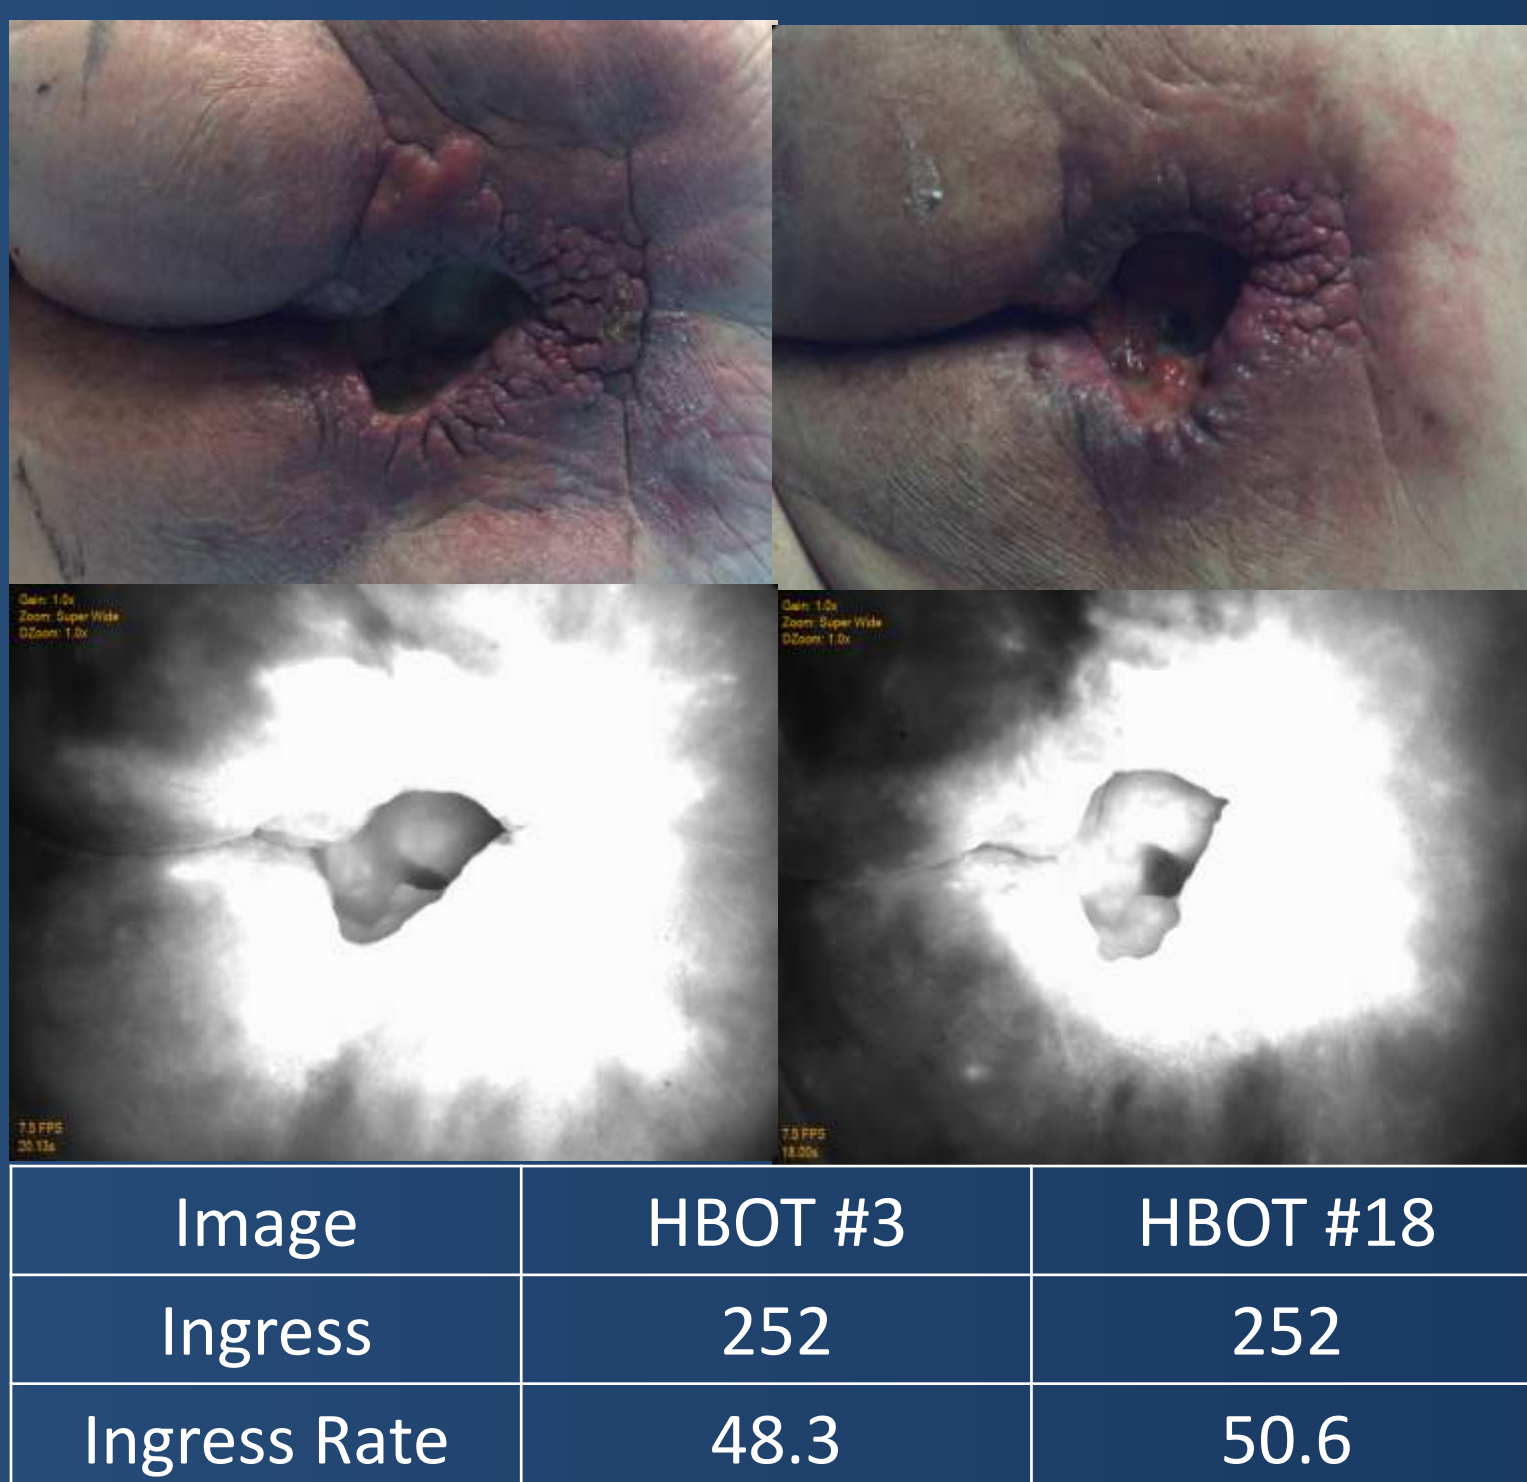 Gain: 1.0x
Zoom: Super Wide
DZoom: 1.0x
Gain: 1.0x
Zoom: Super Wide
DZoom: 1.0x
7.5 FPS
20.13s
7.5 FPS
18.00s
Image HBOT #3 HBOT #18
Ingress 252 252
Ingress Rate 48.3 50.6